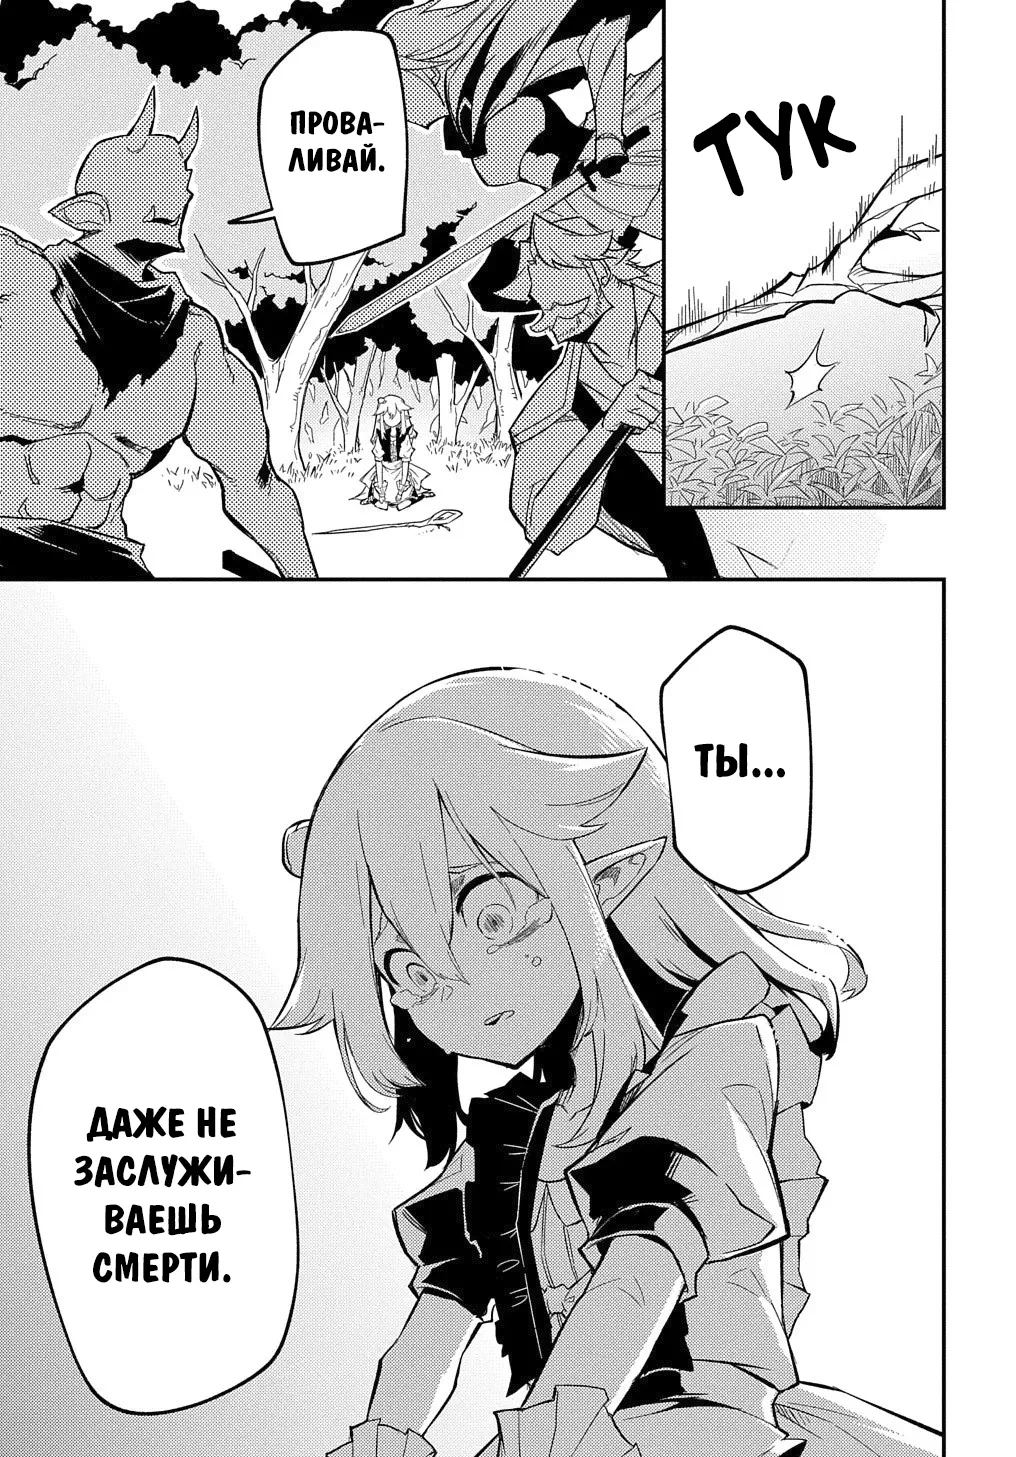 ТУК
ПРОВА-
ЛИВАЙ.
ТЫ...
ДАЖЕ НЕ
ЗАСЛУЖИ-
ВАЕШЬ
СМЕРТИ.